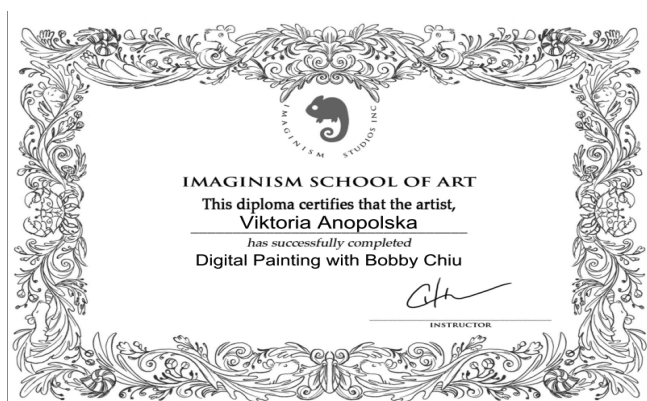 IMAGINISM STUDIOS INC
IMAGINISM SCHOOL OF ART
This diploma certifies that the artist,
Viktoria Anopolska
has successfully completed
Digital Painting with Bobby Chiu
INSTRUCTOR